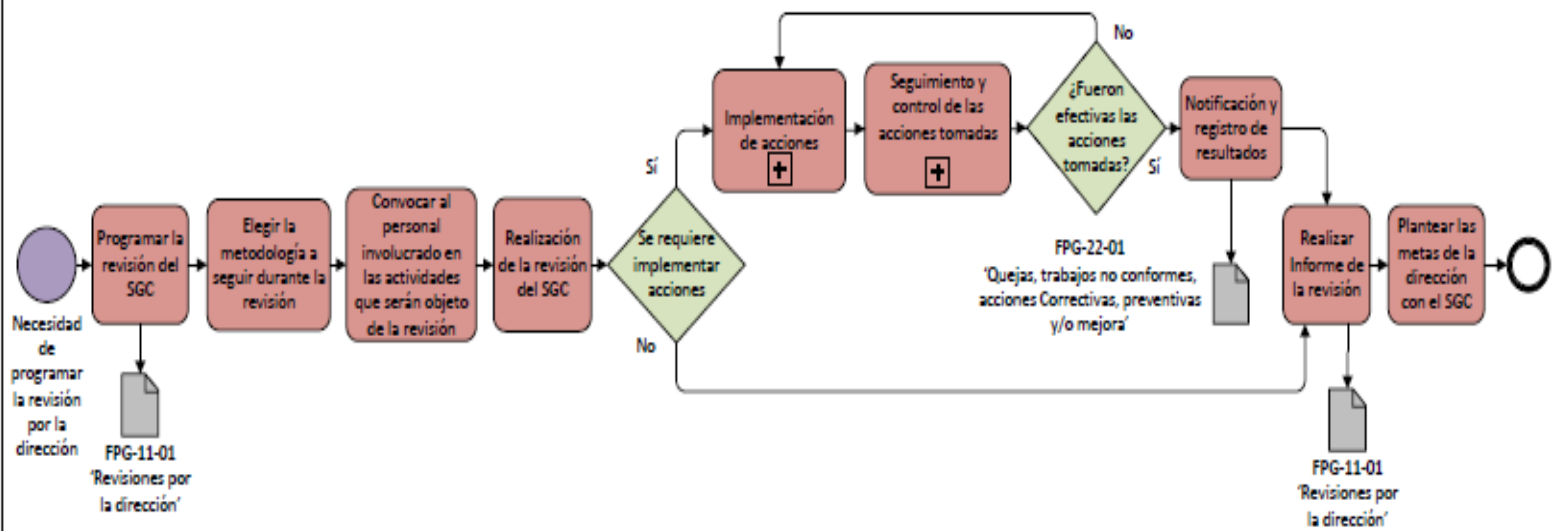 Necesidad
de
programar
la revisión
por la
dirección
Programar la
revisión del
SGC
FPG-11-01
‘Revisiones por
la dirección’
Elegir la
metodología a
seguir durante la
revisión
Convocar al
personal
involucrado en
las actividades
que serán objeto
de la revisión
Realización
de la revisión
del SGC
Se requiere
implementar
acciones
Sí
No
Implementación
de acciones
Seguimiento y
control de las
acciones tomadas
¿Fueron
efectivas las
acciones
tomadas?
No
Sí
Notificación y
registro de
resultados
FPG-22-01
‘Quejas, trabajos no conformes,
acciones Correctivas, preventivas
y/o mejora’
Realizar
Informe de
la revisión
FPG-11-01
‘Revisiones por
la dirección’
Plantear las
metas de la
dirección
con el SGC